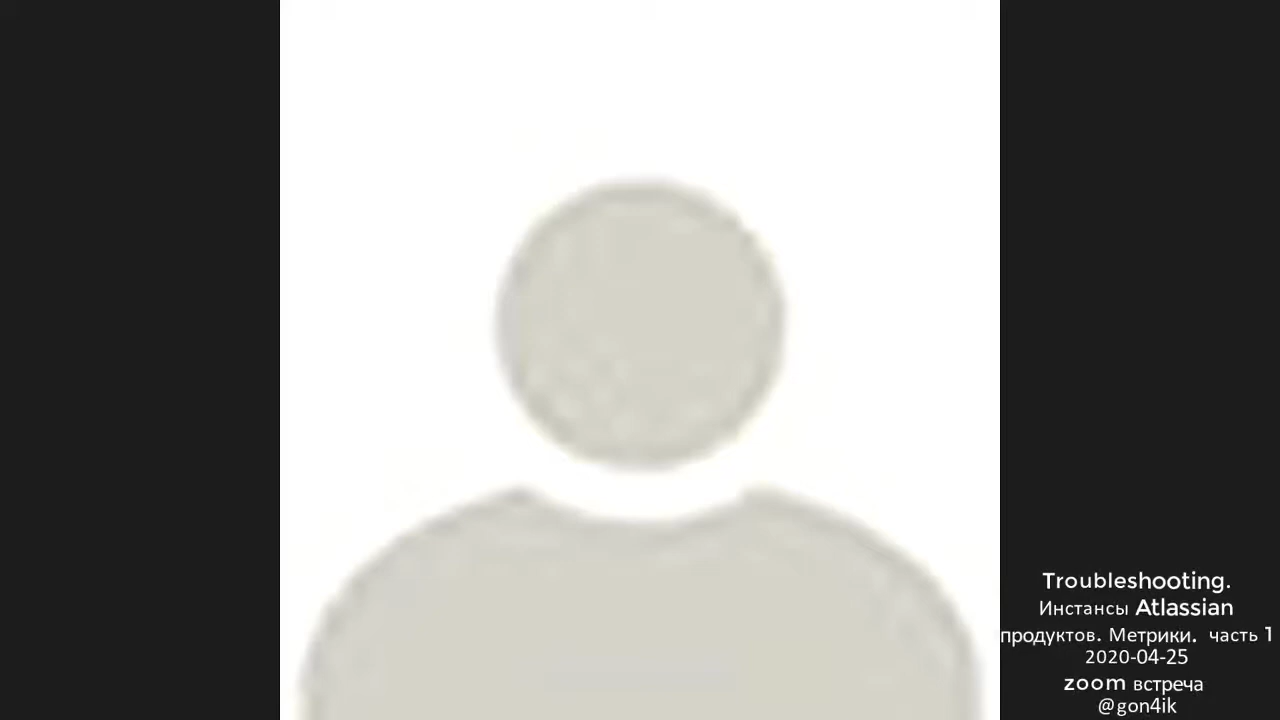 Troubleshooting.
Инстансы Atlassian
продуктов. Метрики. часть 1
2020-04-25
zoom встреча
@gon4ik